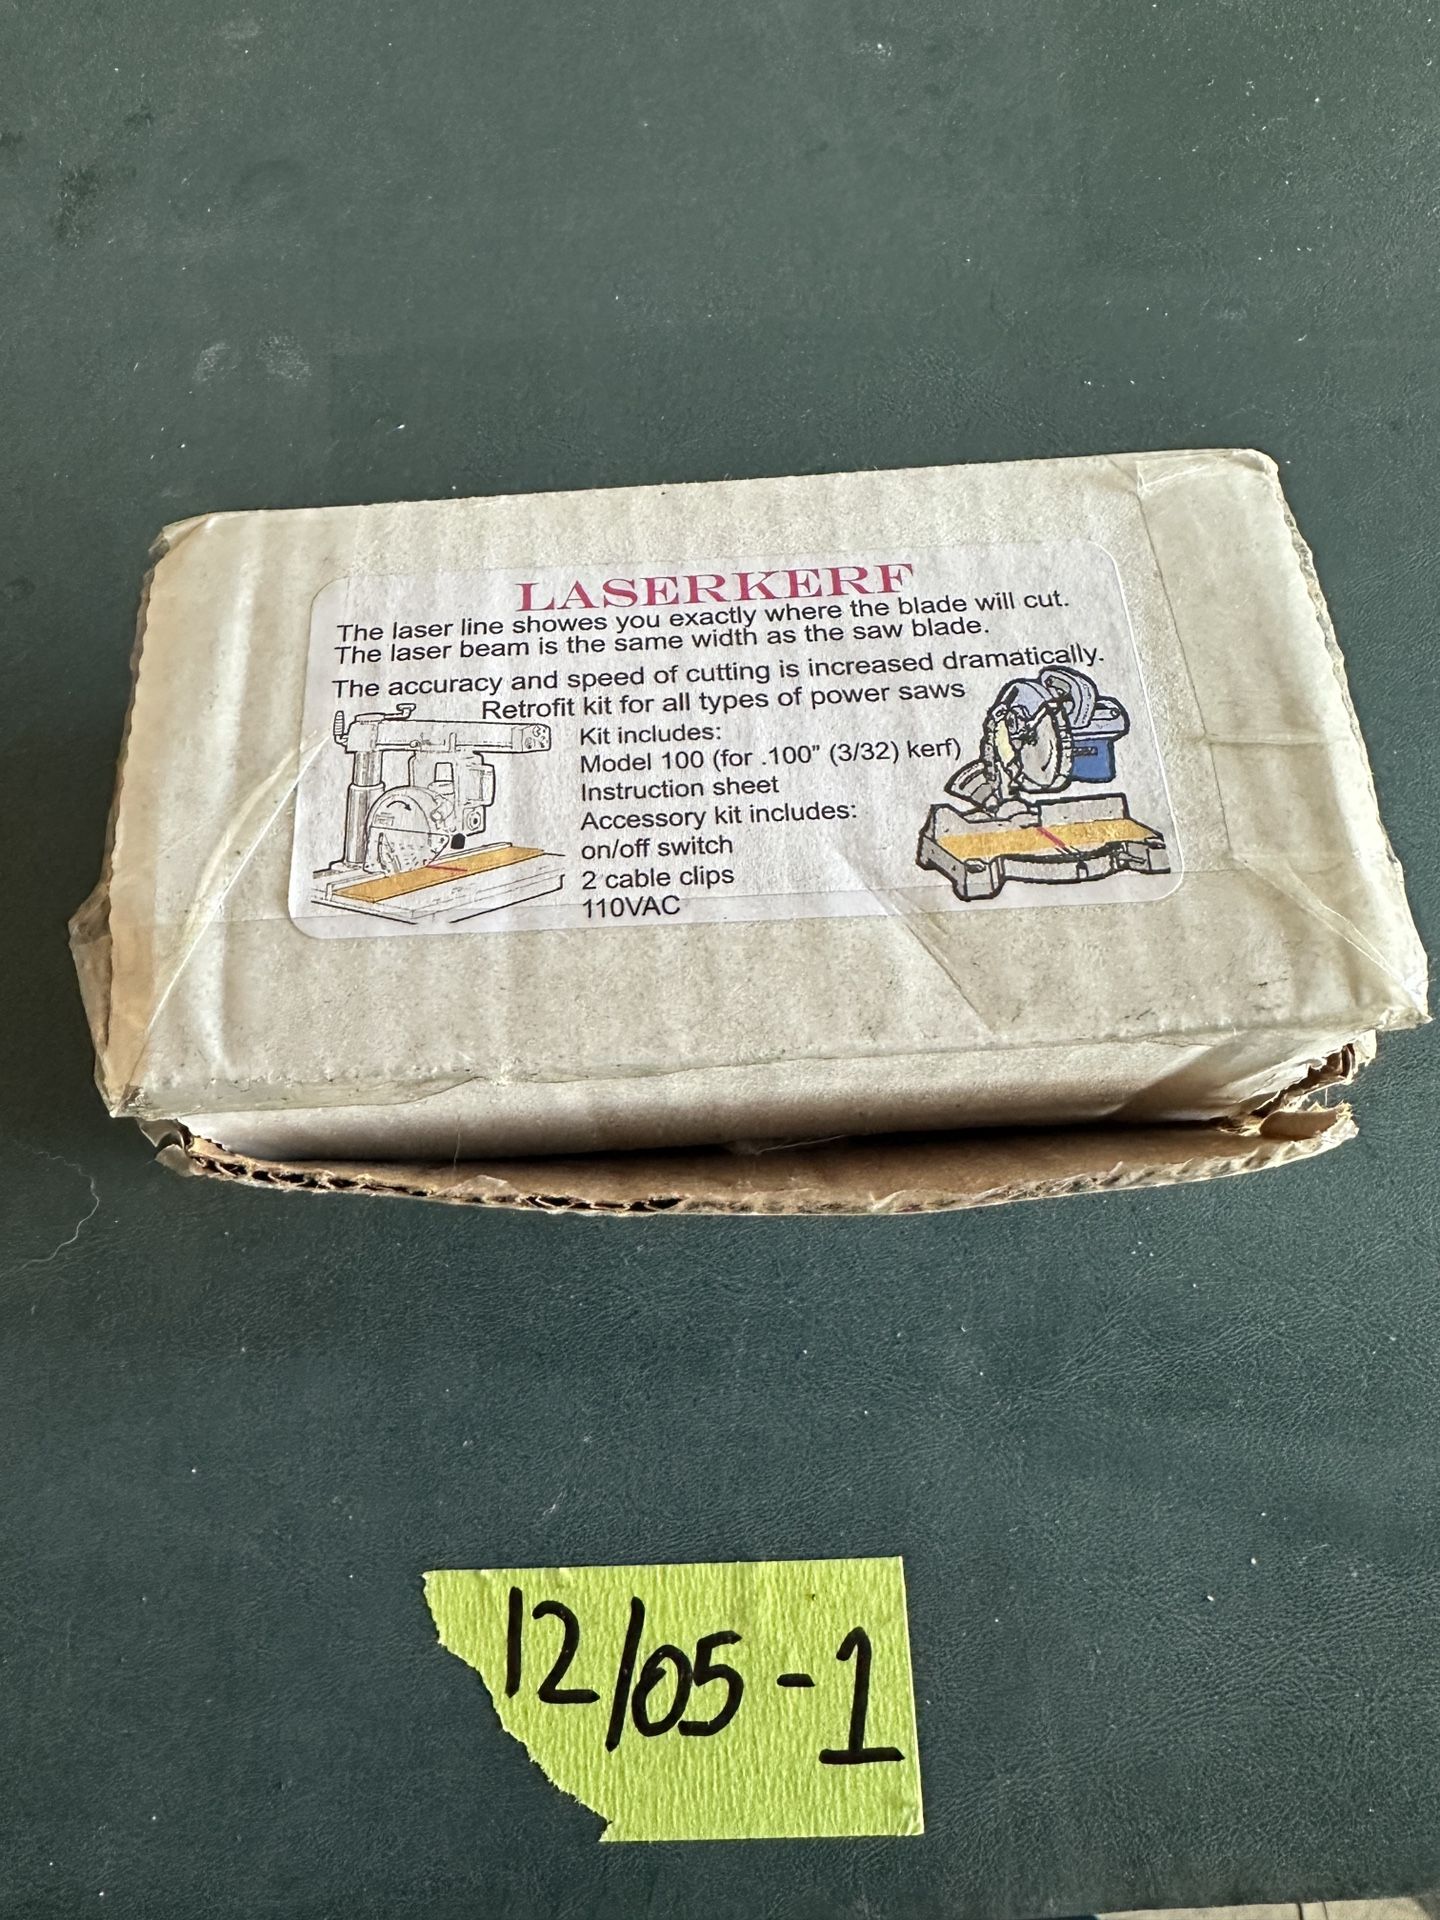 LASERKERF
The laser line showes you exactly where the blade will cut.
The laser beam is the same width as the saw blade.
The accuracy and speed of cutting is increased dramatically.
Retrofit kit for all types of power saws
Kit includes:
Model 100 (for .100" (3/32) kerf)
Instruction sheet
Accessory kit includes:
on/off switch
2 cable clips
110VAC
12/05-1